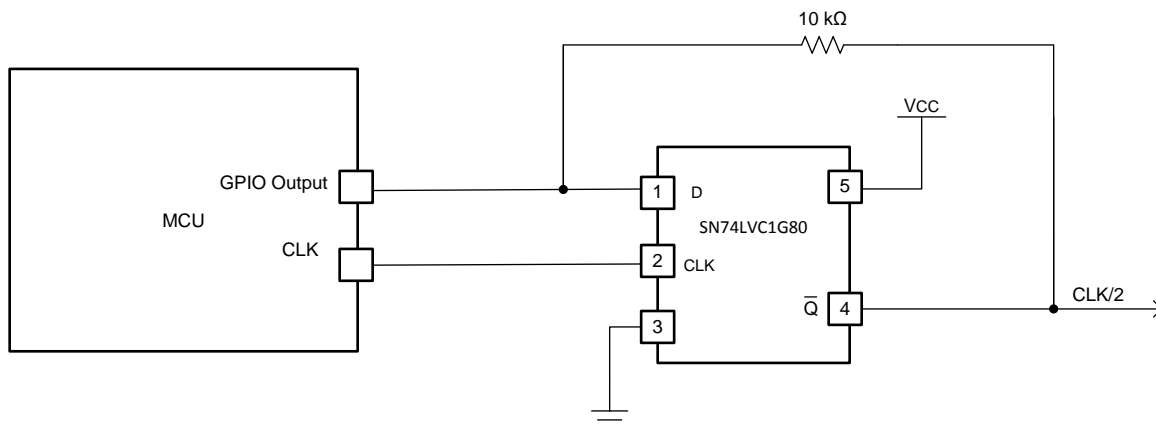 10 kΩ
VCC
GPIO Output
1
D
5
MCU
SN74LVC1G80
CLK
2
CLK
3
Q̅
4
CLK/2